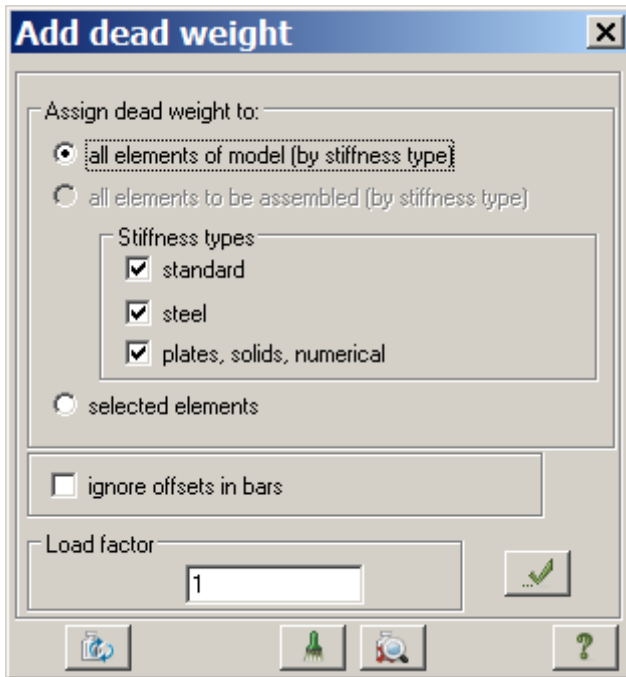 Add dead weight
Assign dead weight to:
all elements of model (by stiffness type)
all elements to be assembled (by stiffness type)
Stiffness types
standard
steel
plates, solids, numerical
selected elements
ignore offsets in bars
Load factor
1
?